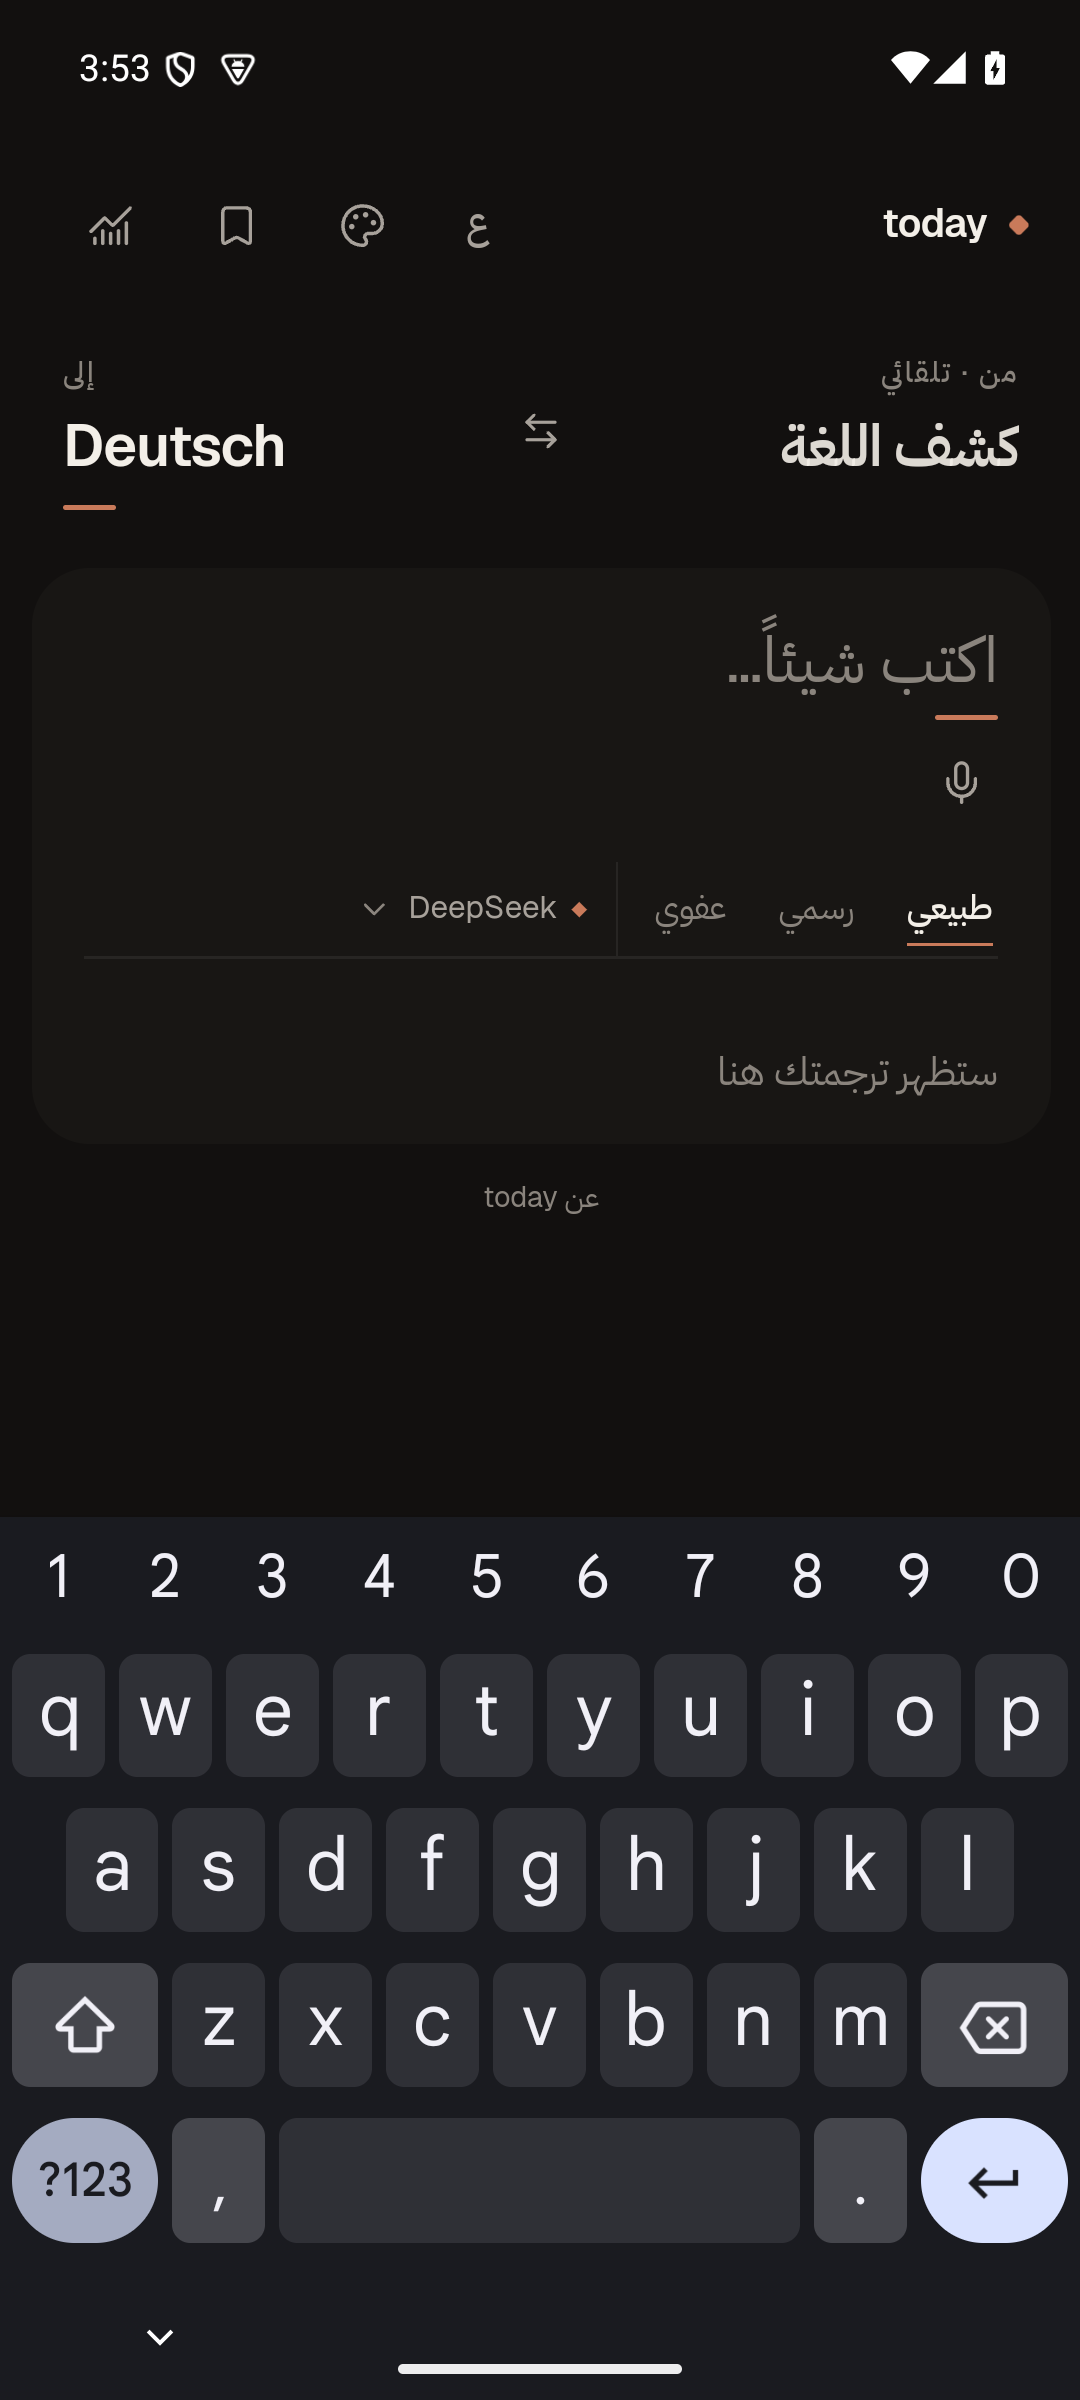 3:53
today
ع
من · تلقائي
إلى
كشف اللغة
Deutsch
اكتب شيئاً...
طبيعي
رسمي
عفوي
DeepSeek
ستظهر ترجمتك هنا
عن today
1 2 3 4 5 6 7 8 9 0
q w e r t y u i o p
a s d f g h j k l
z x c v b n m
?123 , .